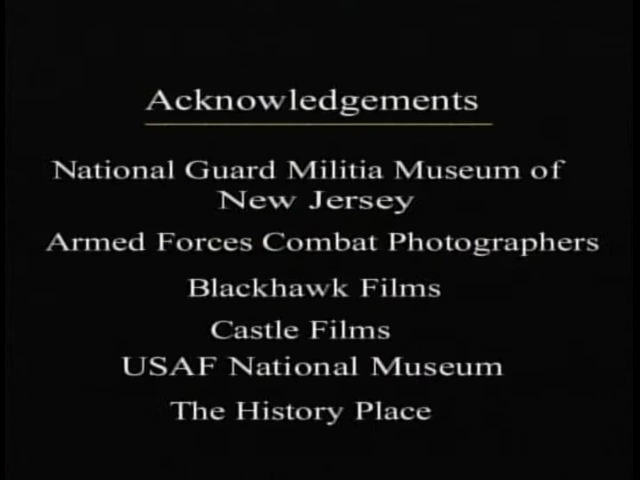 Acknowledgements
National Guard Militia Museum of
New Jersey
Armed Forces Combat Photographers
Blackhawk Films
Castle Films
USAF National Museum
The History Place